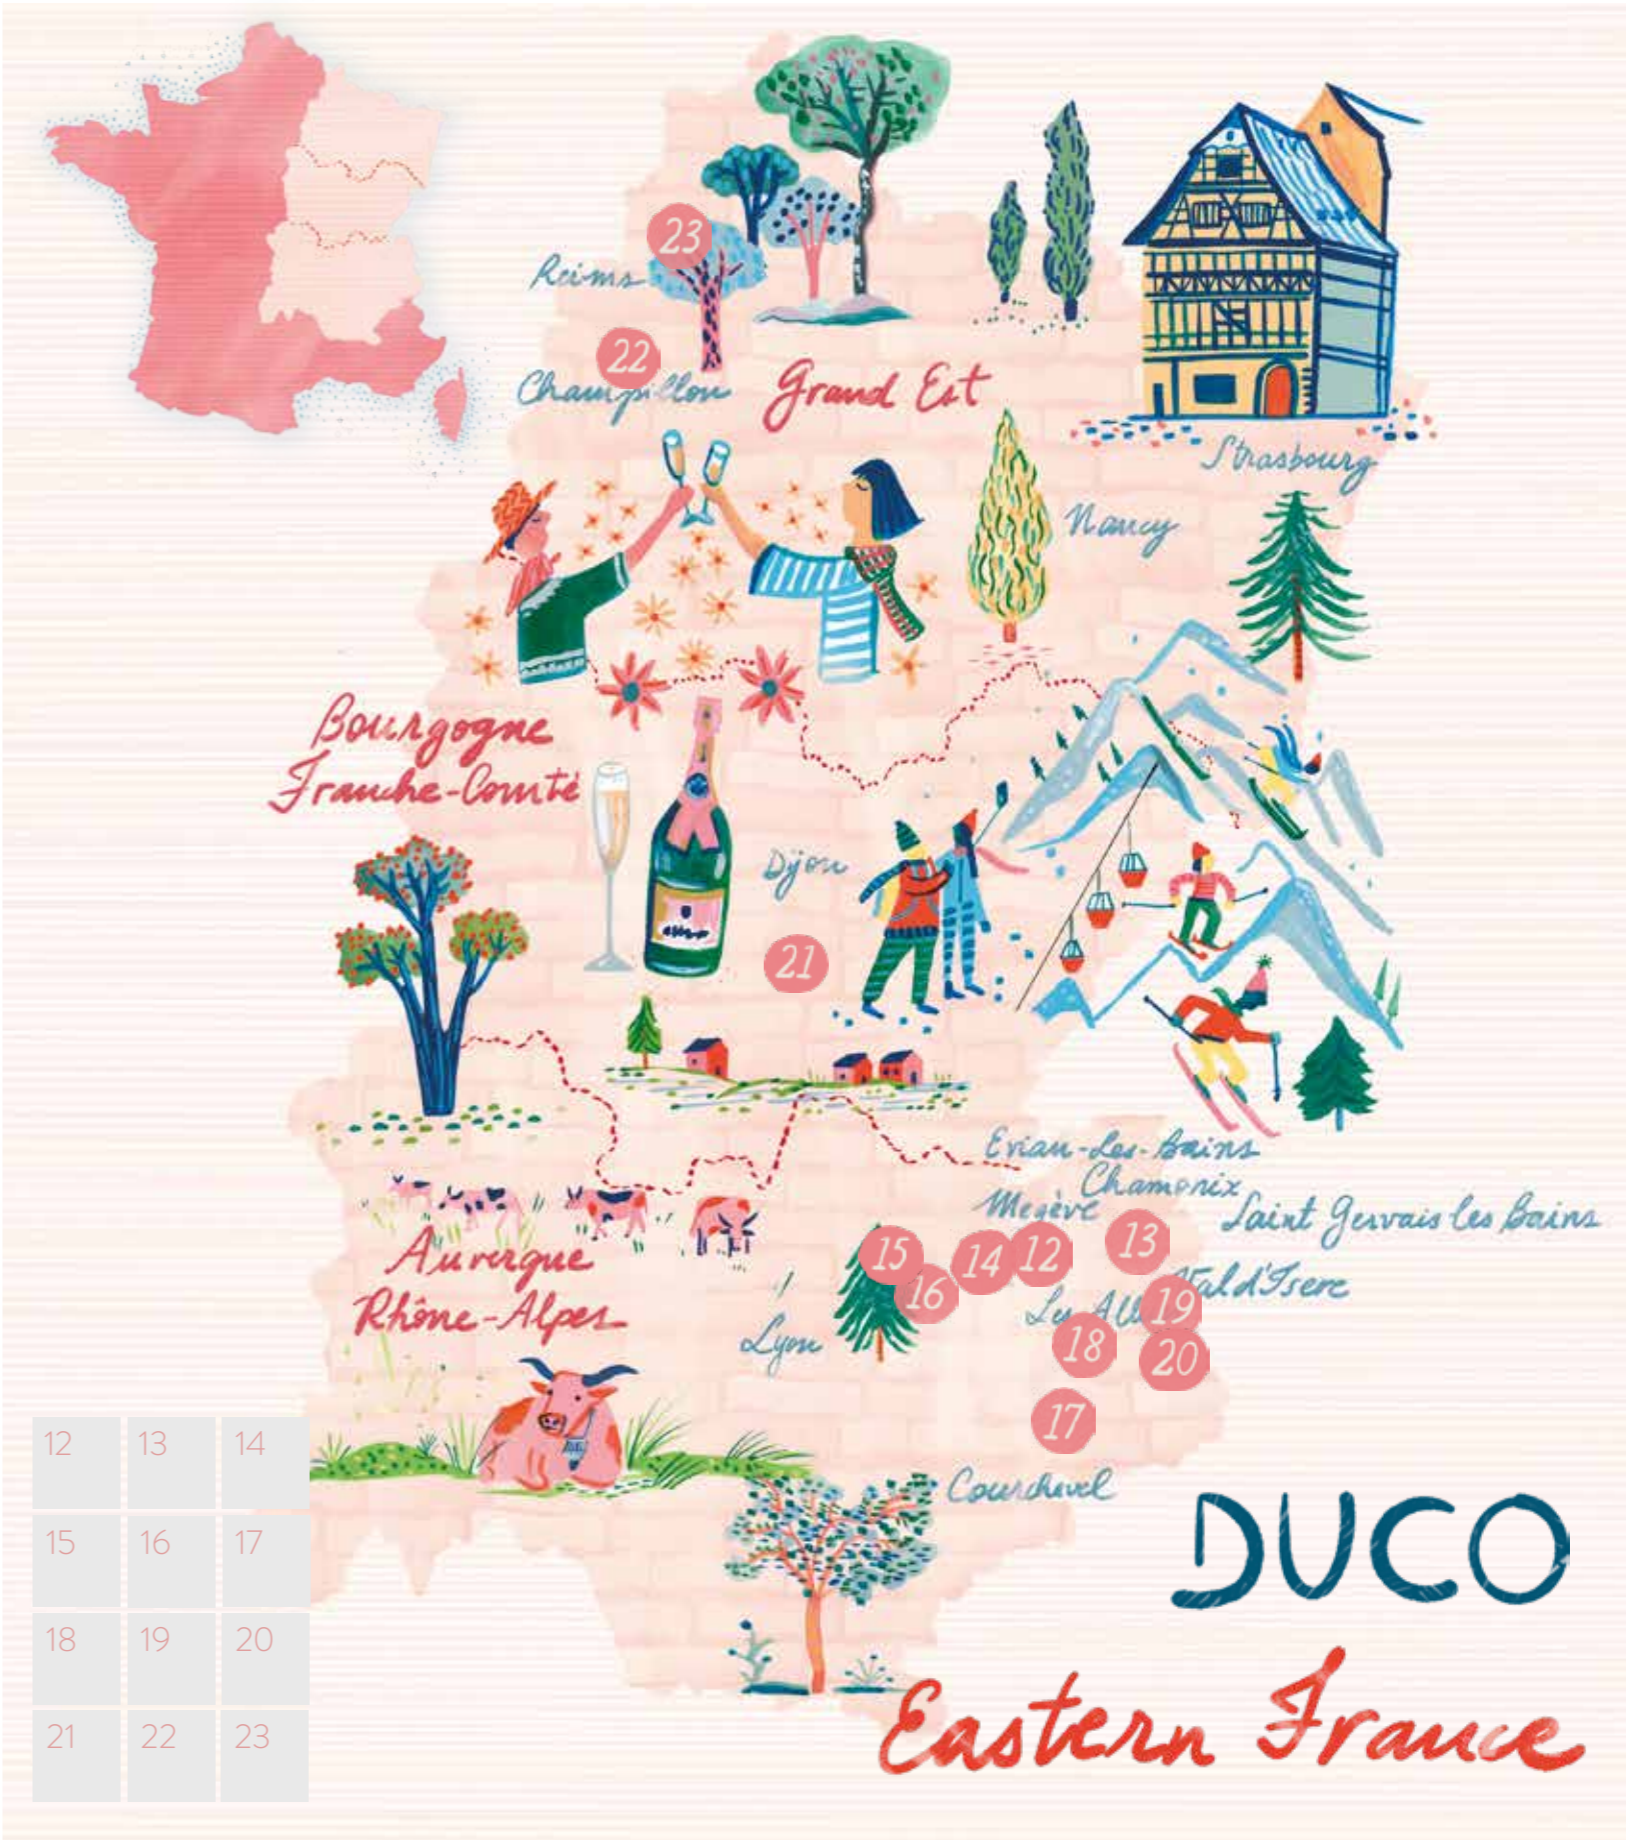 23
Reims
22
Champillon
Grand Est
Strasbourg
Nancy
Bourgogne
Franche-Comté
Dijon
21
Evian-Les-Bains
Chamonix
Megève
Saint Gervais les Bains
15
14
12
13
16
Val d'Isere
19
18
20
17
Auvergne
Rhône-Alpes
Lyon
Courchevel
12 13 14
15 16 17
18 19 20
21 22 23
DUCO
Eastern France